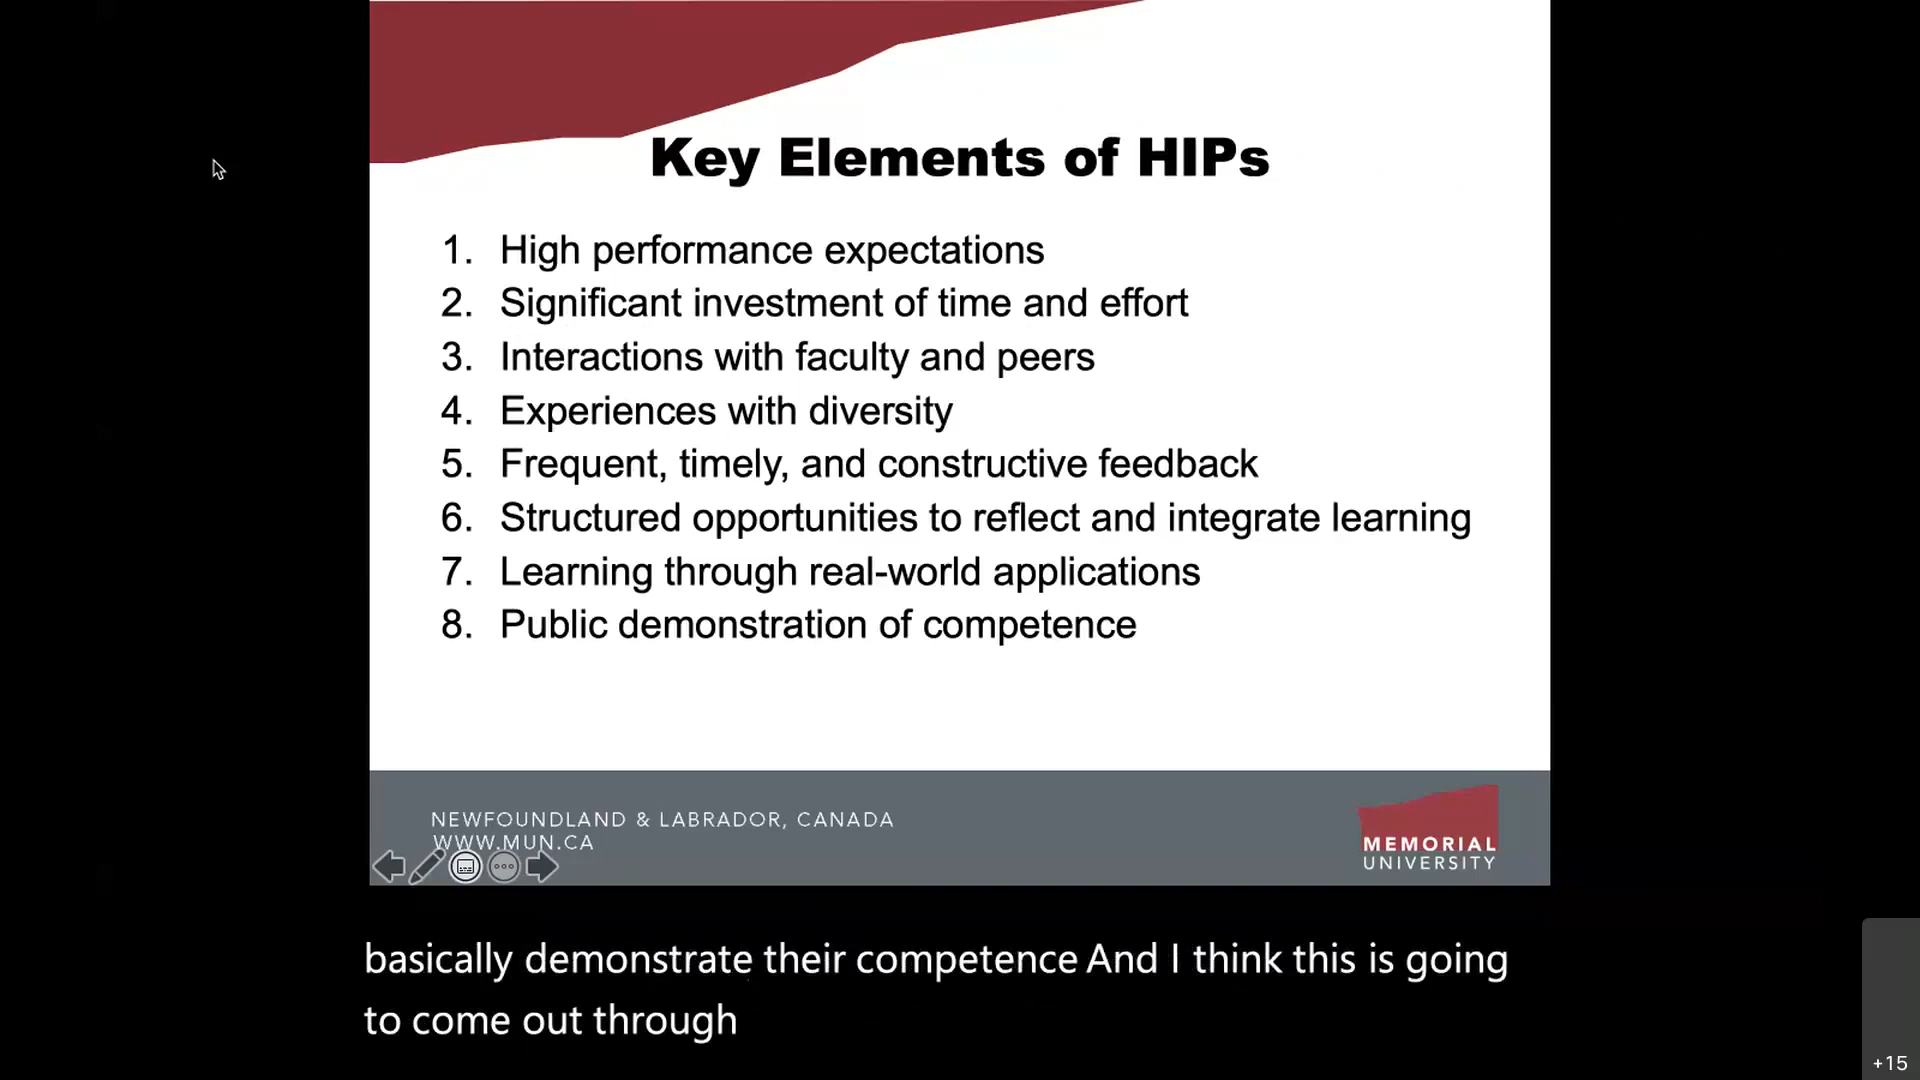 Key Elements of HIPs
1. High performance expectations
2. Significant investment of time and effort
3. Interactions with faculty and peers
4. Experiences with diversity
5. Frequent, timely, and constructive feedback
6. Structured opportunities to reflect and integrate learning
7. Learning through real-world applications
8. Public demonstration of competence
NEWFOUNDLAND & LABRADOR, CANADA
WWW.MUN.CA
MEMORIAL
UNIVERSITY
basically demonstrate their competence And I think this is going
to come out through
+15